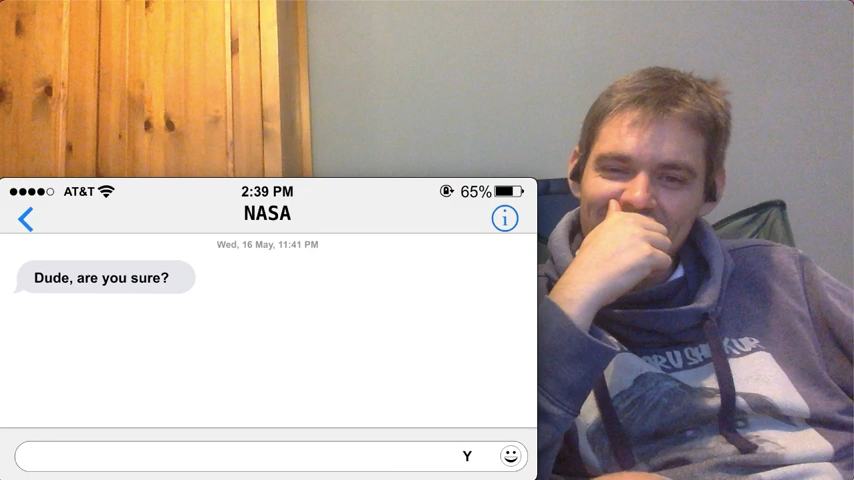 AT&T
2:39 PM
65%
NASA
i
Wed, 16 May, 11:41 PM
Dude, are you sure?
Y